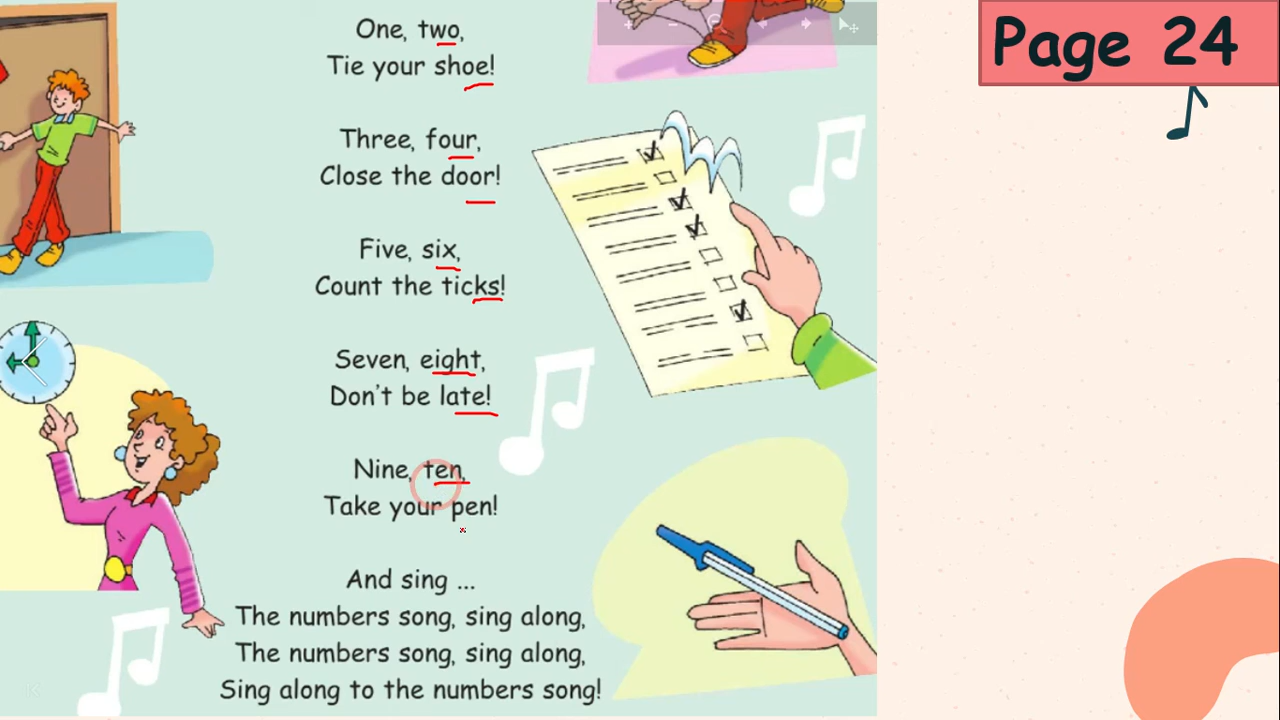 Page 24
One, two,
Tie your shoe!
Three, four,
Close the door!
Five, six,
Count the ticks!
Seven, eight,
Don't be late!
Nine, ten,
Take your pen!
And sing ...
The numbers song, sing along,
The numbers song, sing along,
Sing along to the numbers song!